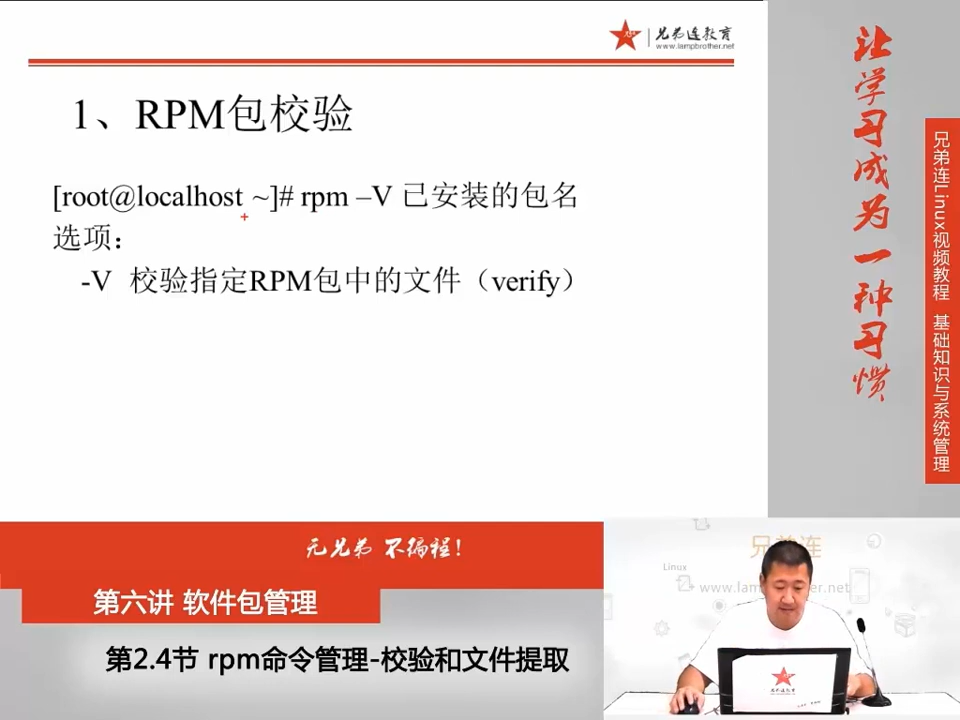 兄弟连教育
www.lampbrother.net
1、RPM包校验
[root@localhost ~]# rpm –V 已安装的包名
选项：
-V 校验指定RPM包中的文件（verify）
让学习成为一种习惯
兄弟连Linux视频教程 基础知识与系统管理
无兄弟 不编程！
第六讲 软件包管理
第2.4节 rpm命令管理-校验和文件提取
兄弟连
Linux
兄弟连教育